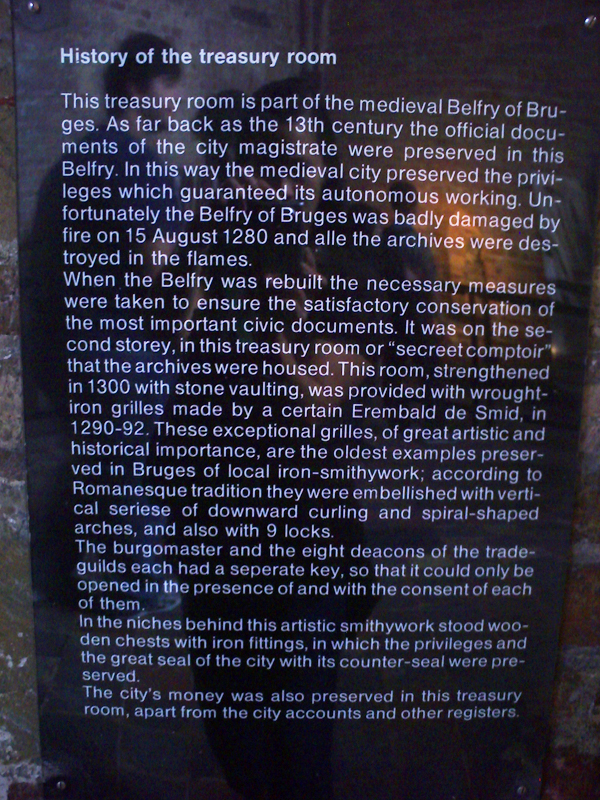 History of the treasury room
This treasury room is part of the medieval Belfry of Bru-
ges. As far back as the 13th century the official docu-
ments of the city magistrate were preserved in this
Belfry. In this way the medieval city preserved the privi-
leges which guaranteed its autonomous working. Un-
fortunately the Belfry of Bruges was badly damaged by
fire on 15 August 1280 and alle the archives were des-
troyed in the flames.
When the Belfry was rebuilt the necessary measures
were taken to ensure the satisfactory conservation of
the most important civic documents. It was on the se-
cond storey, in this treasury room or “secreet comptoir”
that the archives were housed. This room, strengthened
in 1300 with stone vaulting, was provided with wrought-
iron grilles made by a certain Erembald de Smid, in
1290-92. These exceptional grilles, of great artistic and
historical importance, are the oldest examples preser-
ved in Bruges of local iron-smithywork; according to
Romanesque tradition they were embellished with verti-
cal seriese of downward curling and spiral-shaped
arches, and also with 9 locks.
The burgomaster and the eight deacons of the trade-
guilds each had a seperate key, so that it could only be
opened in the presence of and with the consent of each
of them.
In the niches behind this artistic smithywork stood woo-
den chests with iron fittings, in which the privileges and
the great seal of the city with its counter-seal were pre-
served.
The city's money was also preserved in this treasury
room, apart from the city accounts and other registers.